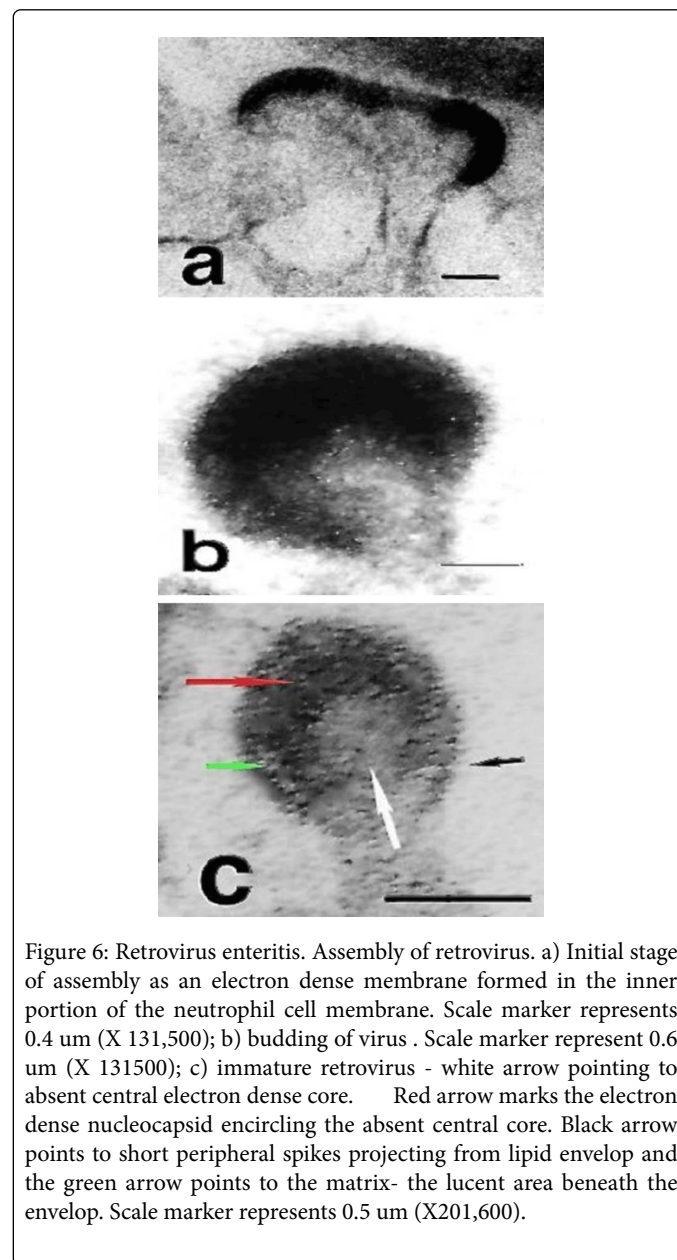 a
b
c
Figure 6: Retrovirus enteritis. Assembly of retrovirus. a) Initial stage
of assembly as an electron dense membrane formed in the inner
portion of the neutrophil cell membrane. Scale marker represents
0.4 um (X 131,500); b) budding of virus . Scale marker represent 0.6
um (X 131500); c) immature retrovirus - white arrow pointing to
absent central electron dense core. Red arrow marks the electron
dense nucleocapsid encircling the absent central core. Black arrow
points to short peripheral spikes projecting from lipid envelop and
the green arrow points to the matrix- the lucent area beneath the
envelop. Scale marker represents 0.5 um (X201,600).